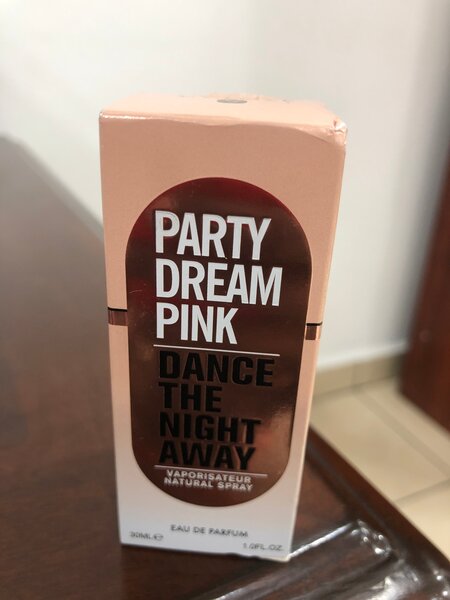 PARTY
DREAM
PINK
DANCE
THE
NIGHT
AWAY
VAPORISATEUR
NATURAL SPRAY
EAU DE PARFUM
30ML℮ 1.0FL.OZ.